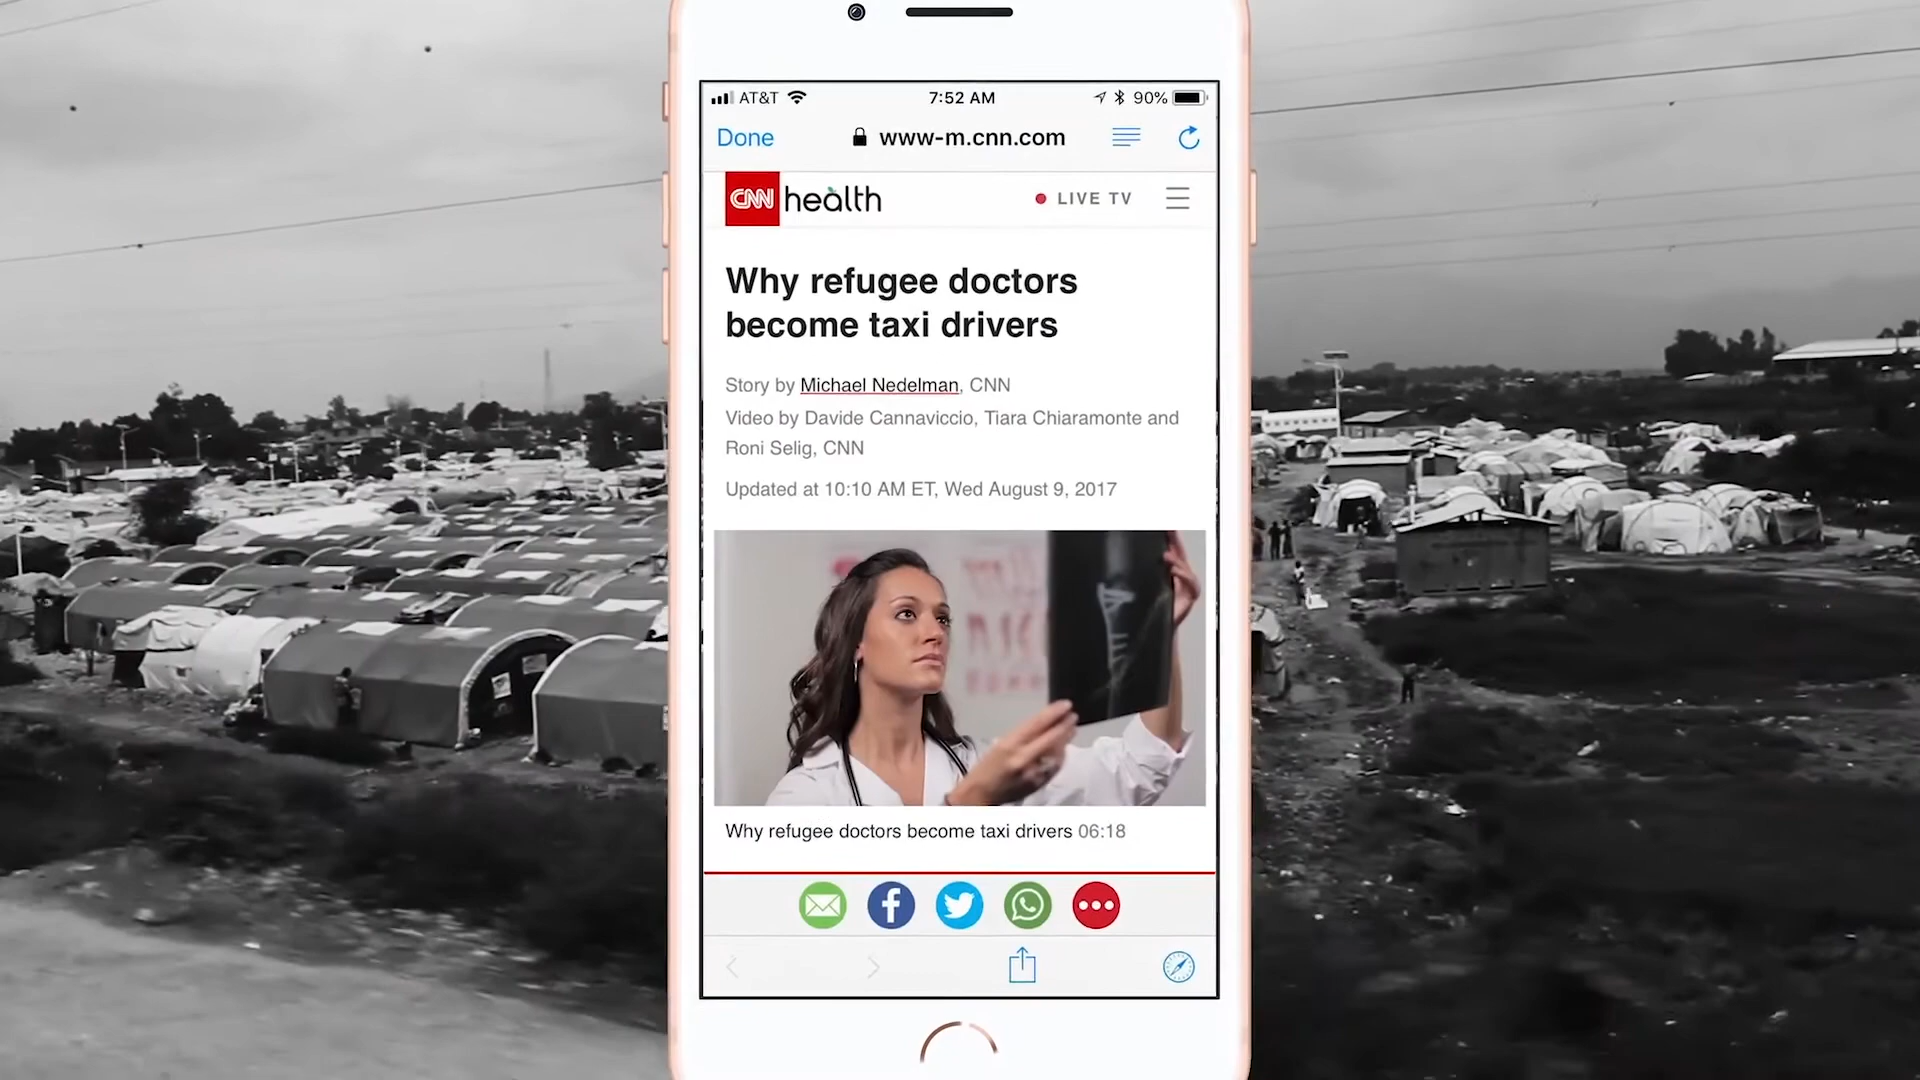 AT&T 7:52 AM 90%
Done www-m.cnn.com
CNN health LIVE TV
Why refugee doctors
become taxi drivers
Story by Michael Nedelman, CNN
Video by Davide Cannaviccio, Tiara Chiaramonte and
Roni Selig, CNN
Updated at 10:10 AM ET, Wed August 9, 2017
Why refugee doctors become taxi drivers 06:18